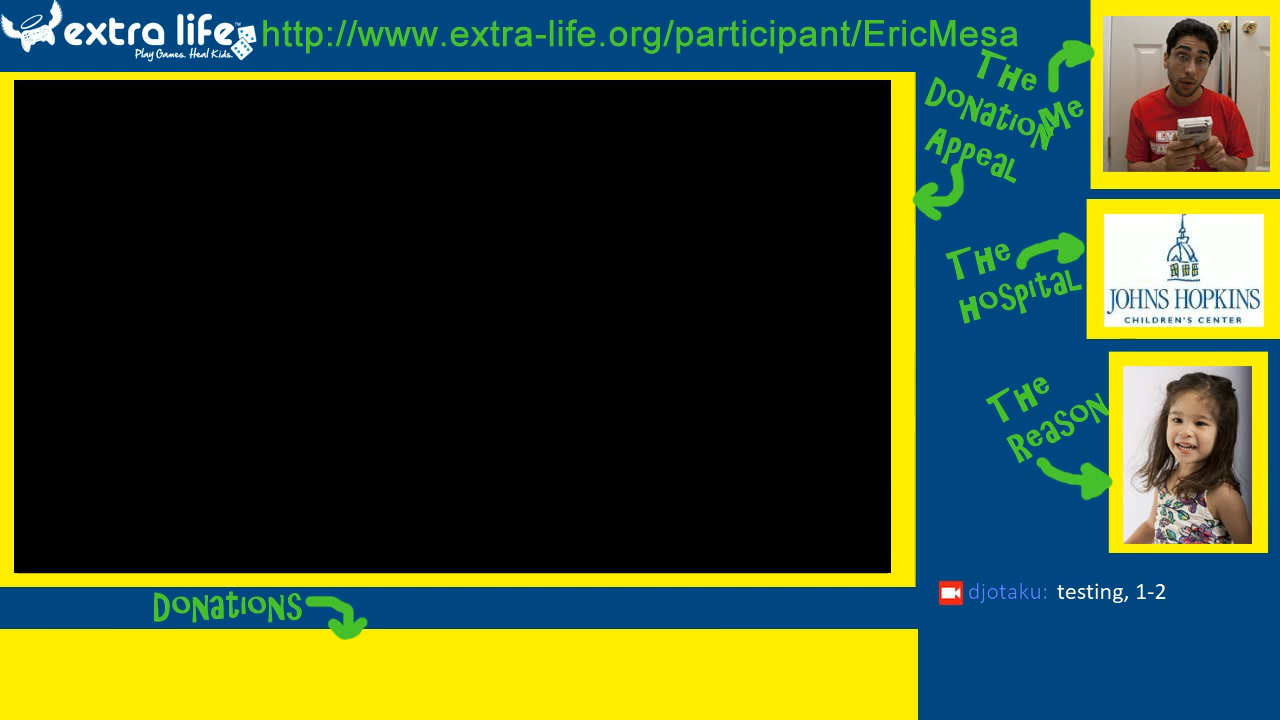 extra life
Play Games. Heal Kids.
http://www.extra-life.org/participant/EricMesa
The
Donation
Appeal
Me
The
Hospital
JOHNS HOPKINS
CHILDREN'S CENTER
The
Reason
djotaku: testing, 1-2
Donations